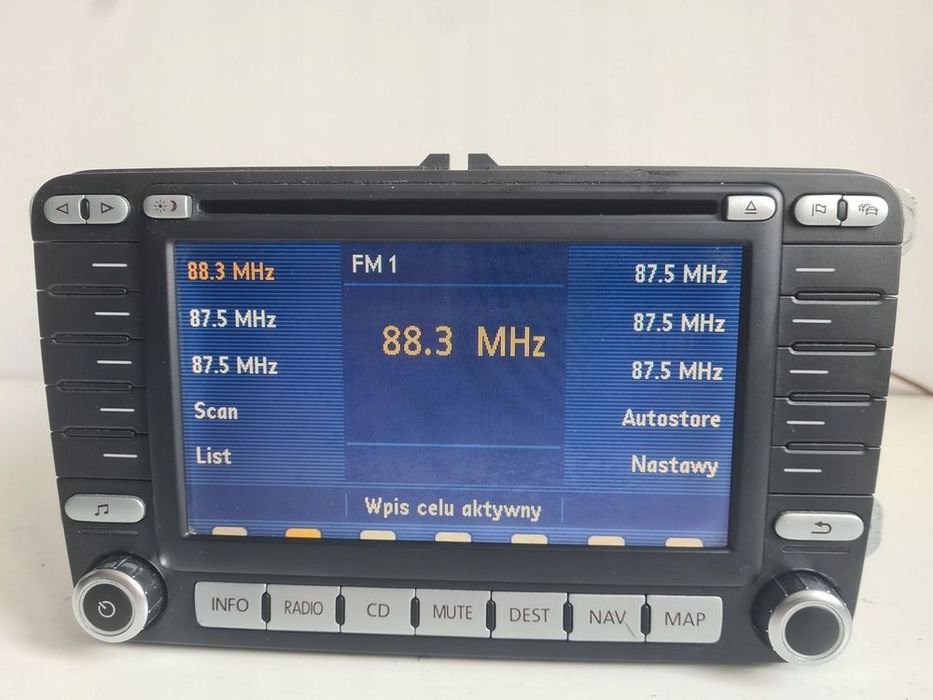 88.3 MHz
87.5 MHz
87.5 MHz
Scan
List
FM 1
88.3 MHz
87.5 MHz
87.5 MHz
87.5 MHz
Autostore
Nastawy
Wpis celu aktywny
INFO
RADIO
CD
MUTE
DEST
NAV
MAP